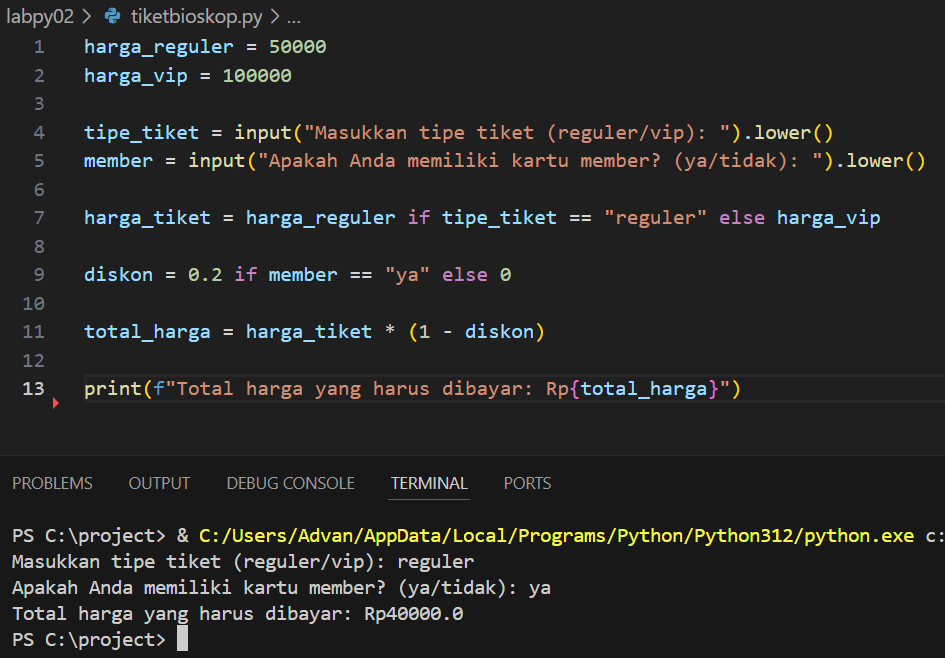 labpy02 > tiketbioskop.py > ...
1 harga_reguler = 50000
2 harga_vip = 100000
3
4 tipe_tiket = input("Masukkan tipe tiket (reguler/vip): ").lower()
5 member = input("Apakah Anda memiliki kartu member? (ya/tidak): ").lower()
6
7 harga_tiket = harga_reguler if tipe_tiket == "reguler" else harga_vip
8
9 diskon = 0.2 if member == "ya" else 0
10
11 total_harga = harga_tiket * (1 - diskon)
12
13 print(f"Total harga yang harus dibayar: Rp{total_harga}")
PROBLEMS OUTPUT DEBUG CONSOLE TERMINAL PORTS
PS C:\project> & C:/Users/Advan/AppData/Local/Programs/Python/Python312/python.exe c:
Masukkan tipe tiket (reguler/vip): reguler
Apakah Anda memiliki kartu member? (ya/tidak): ya
Total harga yang harus dibayar: Rp40000.0
PS C:\project>